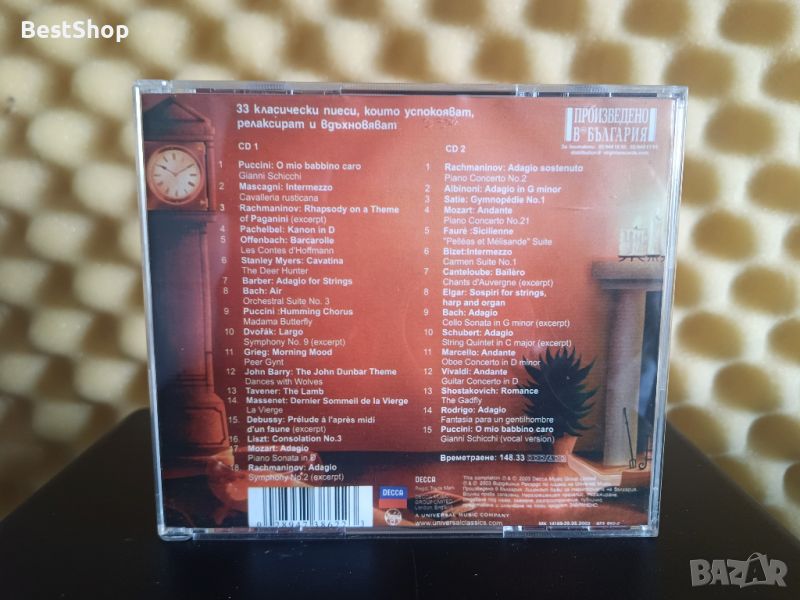 BestShop
33 класически пиеси, които успокояват,
релаксират и вдъхновяват
ПРОИЗВЕДЕНО
В БЪЛГАРИЯ
CD 1
1 Puccini: O mio babbino caro
Gianni Schicchi
2 Mascagni: Intermezzo
Cavalleria rusticana
3 Rachmaninov: Rhapsody on a Theme
of Paganini (excerpt)
4 Pachelbel: Kanon in D
5 Offenbach: Barcarolle
Les Contes d'Hoffmann
6 Stanley Myers: Cavatina
The Deer Hunter
7 Barber: Adagio for Strings
8 Bach: Air
Orchestral Suite No. 3
9 Puccini :Humming Chorus
Madama Butterfly
10 Dvořák: Largo
Symphony No. 9 (excerpt)
11 Grieg: Morning Mood
Peer Gynt
12 John Barry: The John Dunbar Theme
Dances with Wolves
13 Tavener: The Lamb
14 Massenet: Dernier Sommeil de la Vierge
La Vierge
15 Debussy: Prélude à l'après midi
d'un faune (excerpt)
16 Liszt: Consolation No.3
17 Mozart: Adagio
Piano Sonata in D
18 Rachmaninov: Adagio
Symphony No.2 (excerpt)
CD 2
1 Rachmaninov: Adagio sostenuto
Piano Concerto No.2
2 Albinoni: Adagio in G minor
3 Satie: Gymnopédie No.1
4 Mozart: Andante
Piano Concerto No.21
5 Fauré :Sicilienne
"Pelléas et Mélisande" Suite
6 Bizet:Intermezzo
Carmen Suite No.1
7 Canteloube: Baïlèro
Chants d'Auvergne (excerpt)
8 Elgar: Sospiri for strings,
harp and organ
9 Bach: Adagio
Cello Sonata in G minor (excerpt)
10 Schubert: Adagio
String Quintet in C major (excerpt)
11 Marcello: Andante
Oboe Concerto in D minor
12 Vivaldi: Andante
Guitar Concerto in D
13 Shostakovich: Romance
The Gadfly
14 Rodrigo: Adagio
Fantasia para un gentilhombre
15 Puccini: O mio babbino caro
Gianni Schicchi (vocal version)
Времетраене: 148.33
DECCA
DECCA
A UNIVERSAL MUSIC COMPANY
www.universalclassics.com
This compilation ℗ & © 2003 Decca Music Group Limited
BAZAR